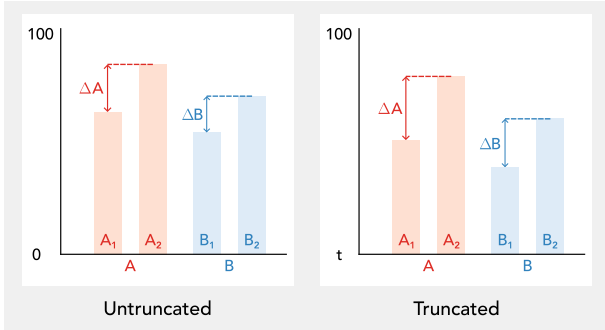 100
ΔA
ΔB
0
A₁ A₂ B₁ B₂
A B
Untruncated
100
ΔA
ΔB
t
A₁ A₂ B₁ B₂
A B
Truncated